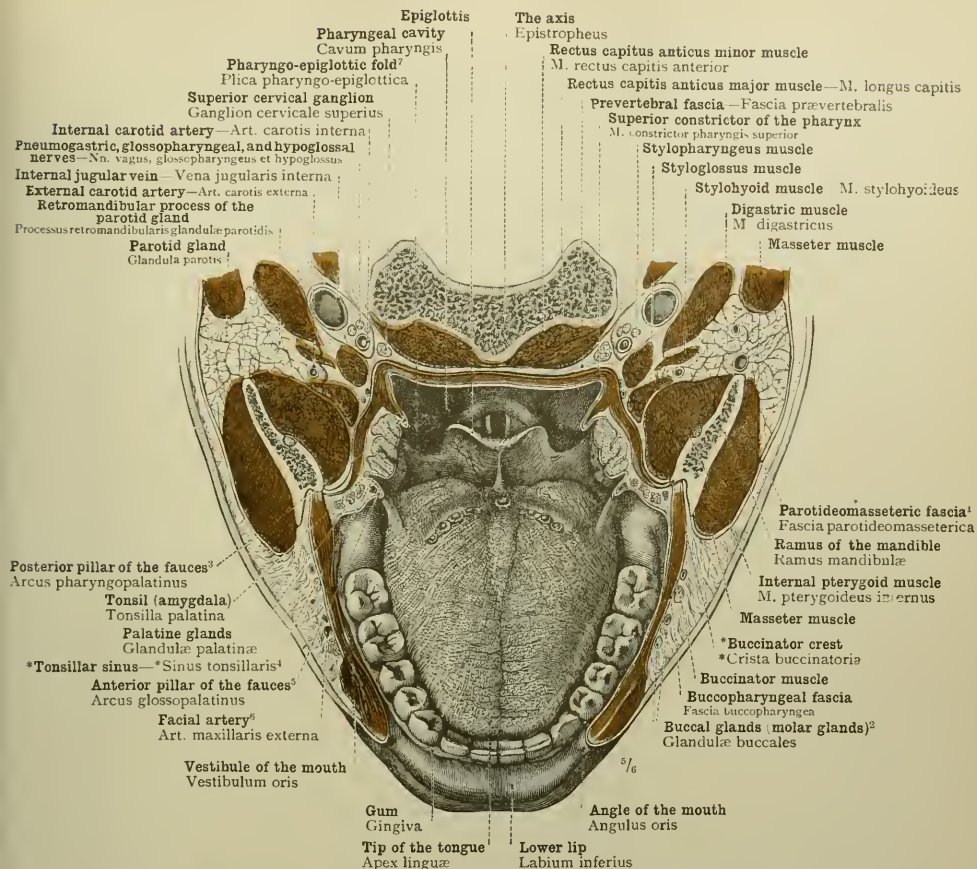 Epiglottis
Pharyngeal cavity
Cavum pharyngis
Pharyngo-epiglottic fold⁷
Plica pharyngo-epiglottica
Superior cervical ganglion
Ganglion cervicale superius
Internal carotid artery—Art. carotis interna
Pneumogastric, glossopharyngeal, and hypoglossal
nerves—Nn. vagus, glossopharyngeus et hypoglossus
Internal jugular vein—Vena jugularis interna
External carotid artery—Art. carotis externa
Retromandibular process of the
parotid gland
Processus retromandibularis glandulæ parotidis
Parotid gland
Glandula parotis
The axis
Epistropheus
Rectus capitus anticus minor muscle
M. rectus capitis anterior
Rectus capitis anticus major muscle—M. longus capitis
Prevertebral fascia—Fascia prævertebralis
Superior constrictor of the pharynx
M. constrictor pharyngis superior
Stylopharyngeus muscle
Styloglossus muscle
Stylohyoid muscle M. stylohyoideus
Digastric muscle
M digastricus
Masseter muscle
Posterior pillar of the fauces³
Arcus pharyngopalatinus
Tonsil (amygdala)
Tonsilla palatina
Palatine glands
Glandulæ palatinæ
*Tonsillar sinus—*Sinus tonsillaris⁴
Anterior pillar of the fauces⁵
Arcus glossopalatinus
Facial artery⁶
Art. maxillaris externa
Vestibule of the mouth
Vestibulum oris
Gum
Gingiva
Tip of the tongue
Apex linguæ
Lower lip
Labium inferius
Angle of the mouth
Angulus oris
5/6
Parotideomasseteric fascia¹
Fascia parotideomasseterica
Ramus of the mandible
Ramus mandibulæ
Internal pterygoid muscle
M. pterygoideus internus
Masseter muscle
*Buccinator crest
*Crista buccinatoria
Buccinator muscle
Buccopharyngeal fascia
Fascia buccopharyngea
Buccal glands (molar glands)²
Glandulæ buccales